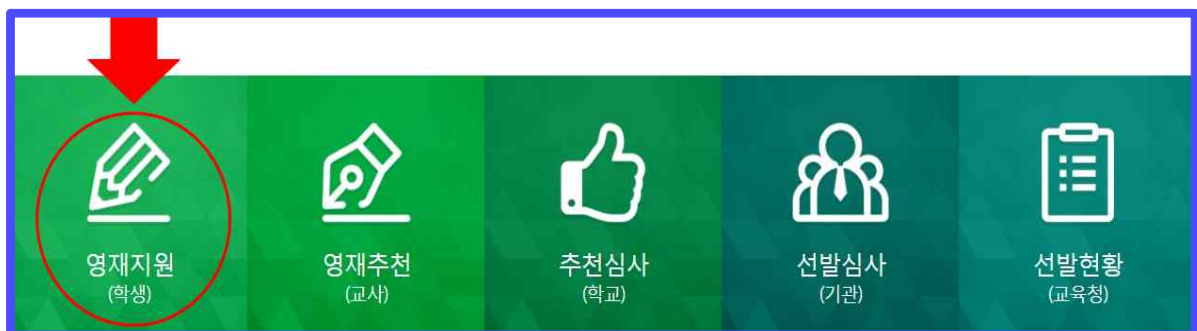 영재지원
(학생)
영재추천
(교사)
추천심사
(학교)
선발심사
(기관)
선발현황
(교육청)